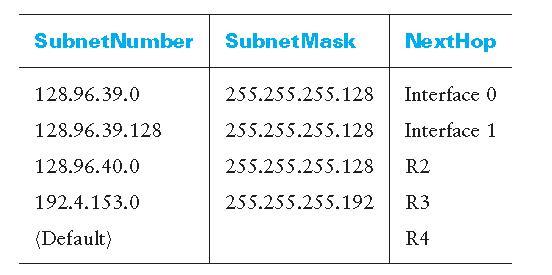 SubnetNumber SubnetMask NextHop
128.96.39.0 255.255.255.128 Interface 0
128.96.39.128 255.255.255.128 Interface 1
128.96.40.0 255.255.255.128 R2
192.4.153.0 255.255.255.192 R3
(Default) R4